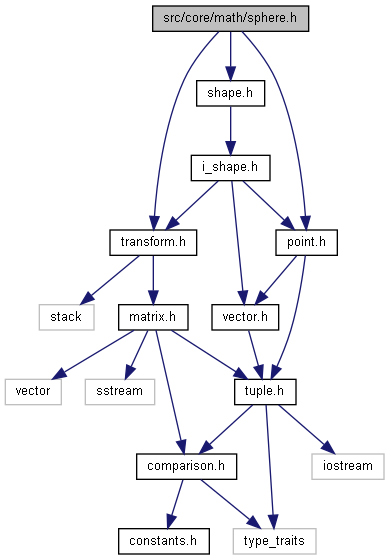 src/core/math/sphere.h
shape.h
i_shape.h
transform.h
point.h
stack
matrix.h
vector.h
vector
sstream
tuple.h
comparison.h
iostream
constants.h
type_traits